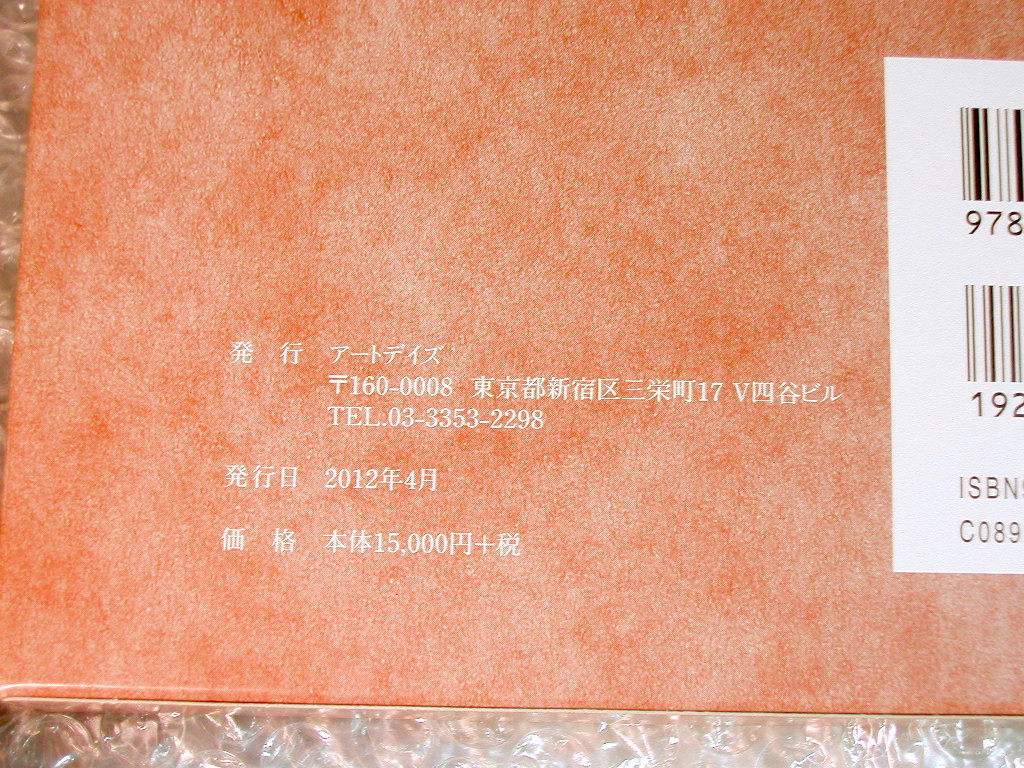 発 行 アートデイズ
〒160-0008 東京都新宿区三栄町17 V四谷ビル
TEL.03-3353-2298
発行日 2012年4月
価 格 本体15,000円+税
978
192
ISBN9
C089